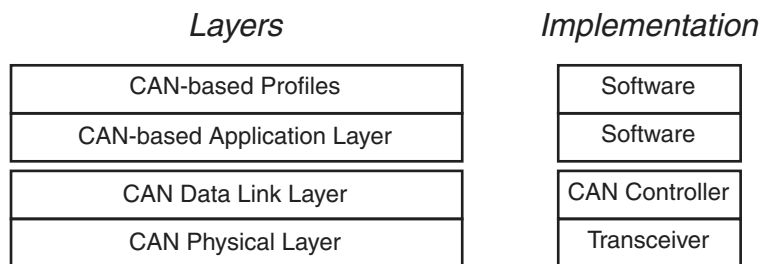 Layers
Implementation
CAN-based Profiles
Software
CAN-based Application Layer
Software
CAN Data Link Layer
CAN Controller
CAN Physical Layer
Transceiver